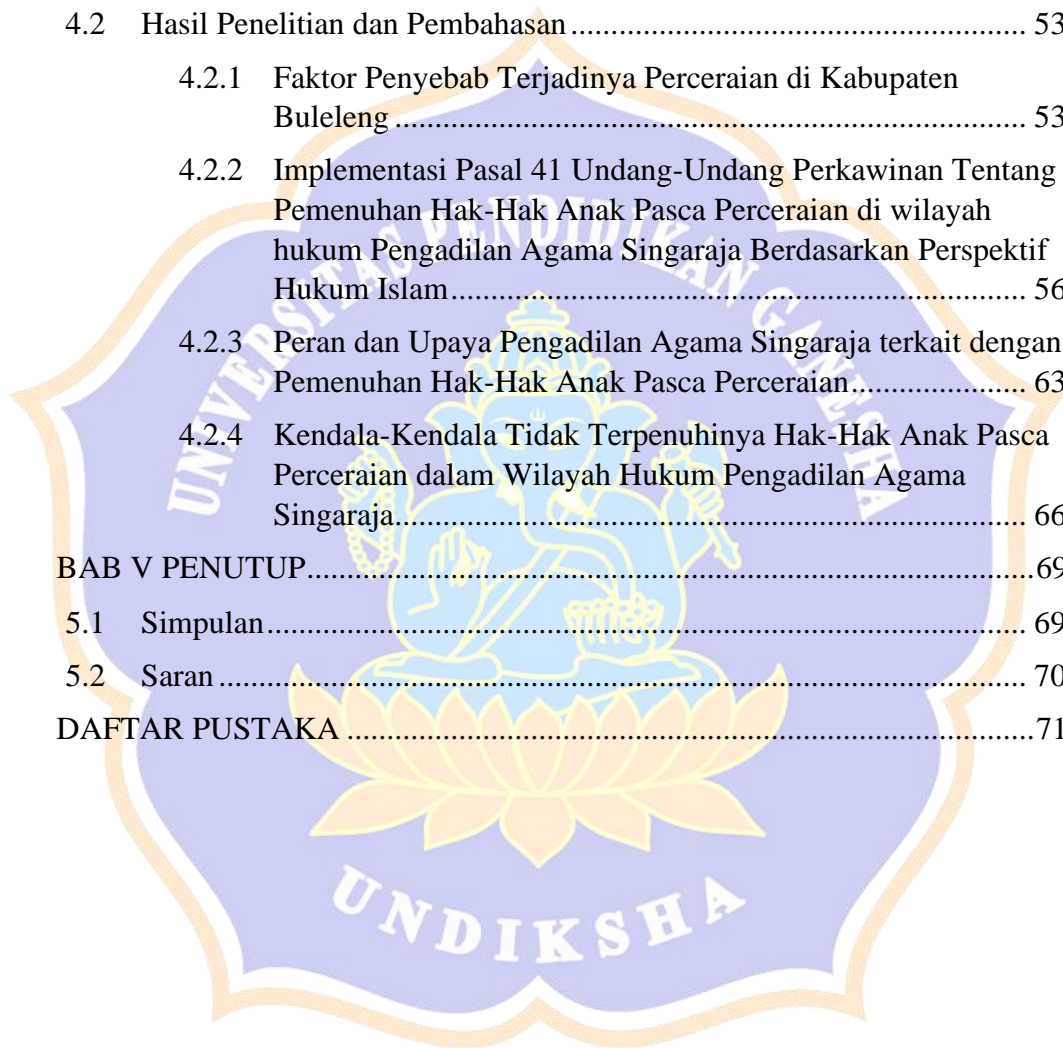 4.2 Hasil Penelitian dan Pembahasan ........................................................ 53
4.2.1 Faktor Penyebab Terjadinya Perceraian di Kabupaten
Buleleng .............................................................................. 53
4.2.2 Implementasi Pasal 41 Undang-Undang Perkawinan Tentang
Pemenuhan Hak-Hak Anak Pasca Perceraian di wilayah
hukum Pengadilan Agama Singaraja Berdasarkan Perspektif
Hukum Islam ....................................................................... 56
4.2.3 Peran dan Upaya Pengadilan Agama Singaraja terkait dengan
Pemenuhan Hak-Hak Anak Pasca Perceraian ...................... 63
4.2.4 Kendala-Kendala Tidak Terpenuhinya Hak-Hak Anak Pasca
Perceraian dalam Wilayah Hukum Pengadilan Agama
Singaraja .............................................................................. 66
BAB V PENUTUP ......................................................................................... 69
5.1 Simpulan .............................................................................................. 69
5.2 Saran .................................................................................................... 70
DAFTAR PUSTAKA .................................................................................... 71
UNIVERSITAS PENDIDIKAN GANESHA
UNDIKSHA